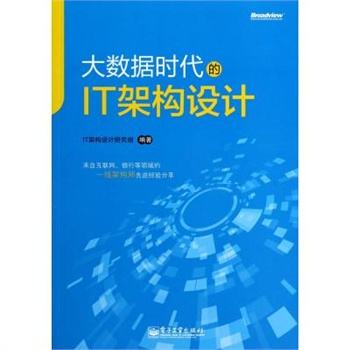 Broadview
大数据时代的
IT架构设计
IT架构设计研究组 编著
来自互联网、银行等领域的
一线架构师先进经验分享
电子工业出版社